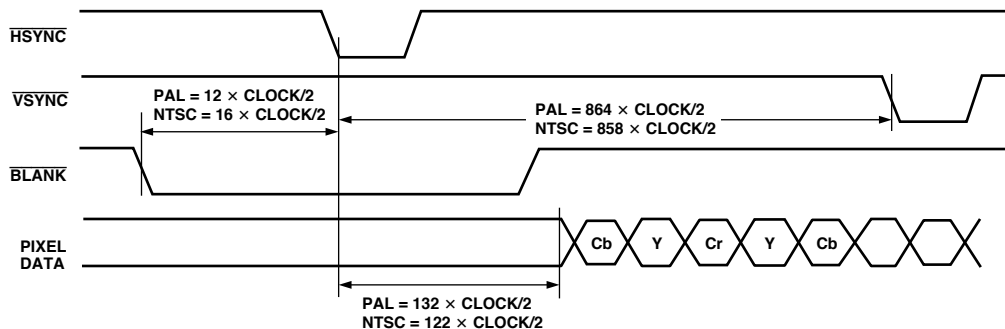 HSYNC
VSYNC
PAL = 12 × CLOCK/2
NTSC = 16 × CLOCK/2
PAL = 864 × CLOCK/2
NTSC = 858 × CLOCK/2
BLANK
PIXEL
DATA
Cb
Y
Cr
Y
Cb
PAL = 132 × CLOCK/2
NTSC = 122 × CLOCK/2